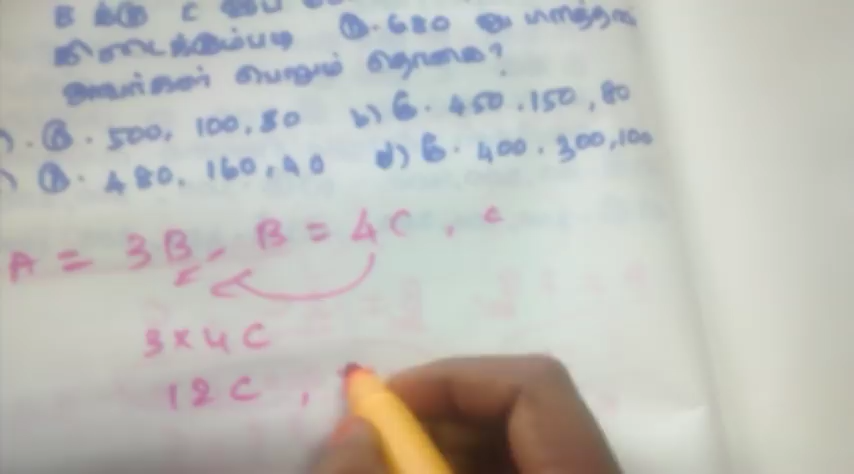 B C
கிடைக்கும்படி ரூ. 680 ஐ
அவர்கள் பெறும் தொகை?
). ரூ. 500, 100, 80 b) ரூ. 450, 150, 80
) ரூ. 480, 160, 40 d) ரூ. 400, 300, 100
A = 3B, B = 4C, c
3 × 4C
12C,